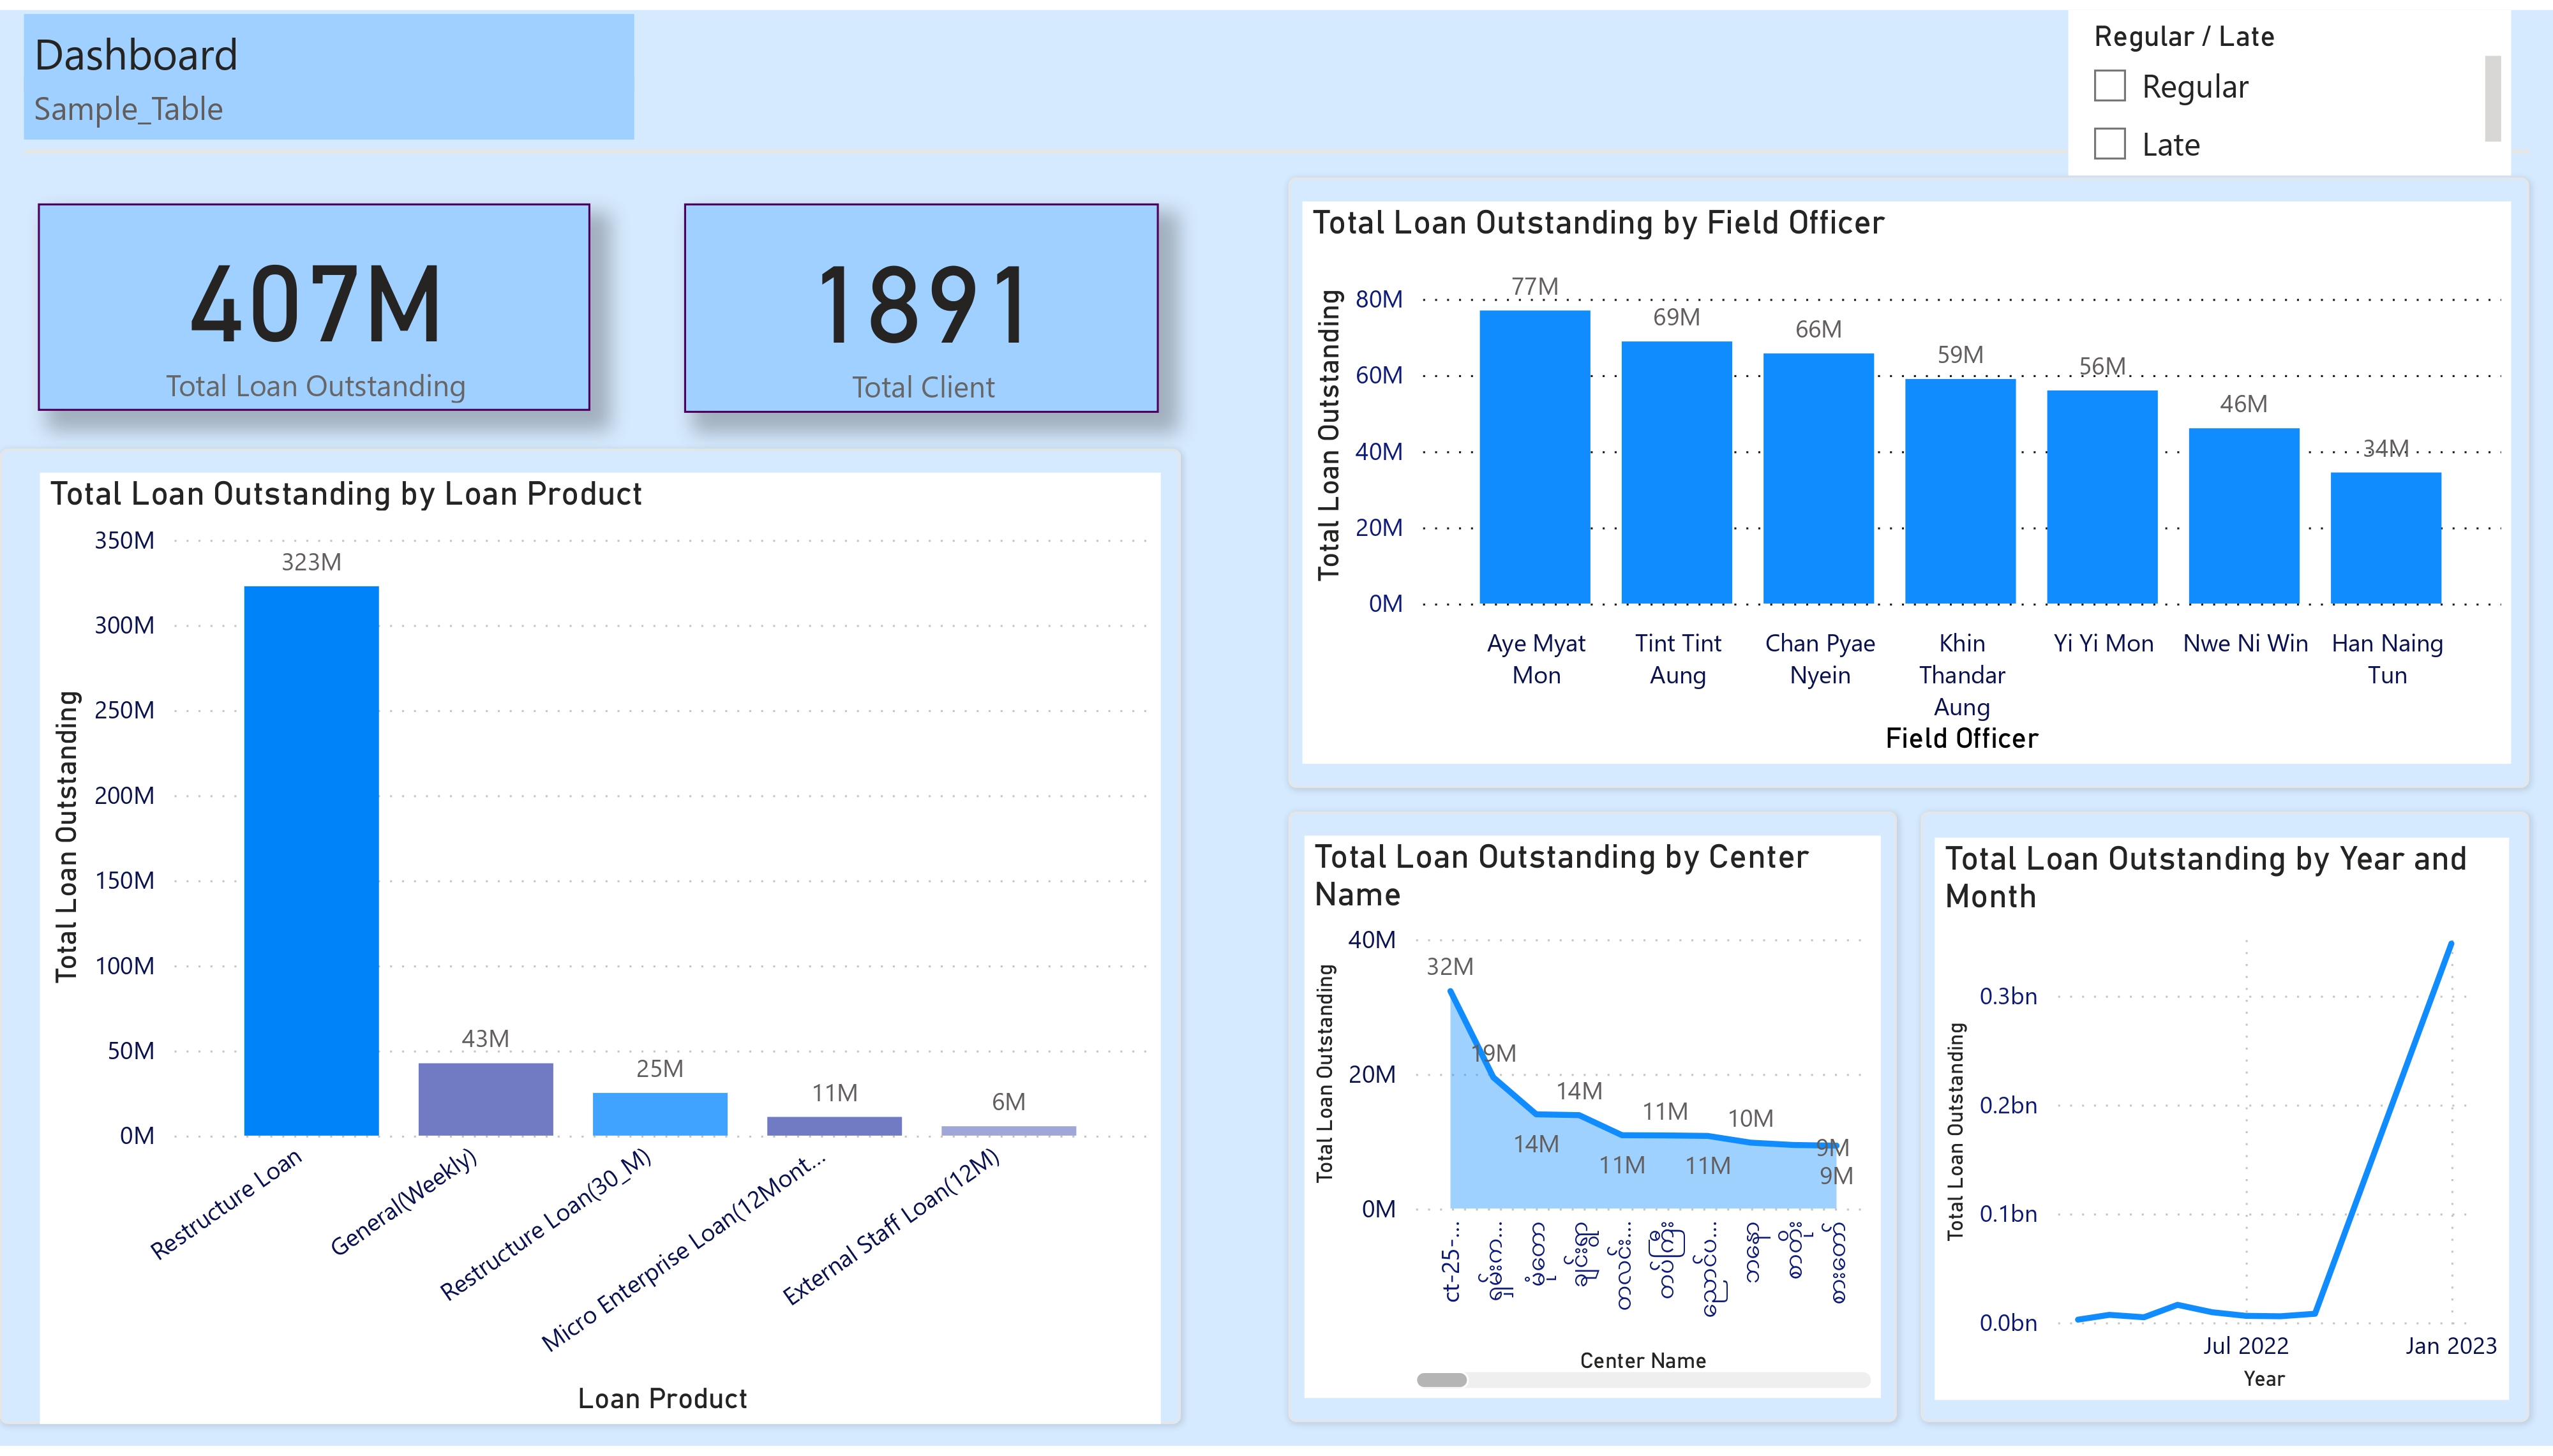 Dashboard
Sample_Table
Regular / Late
Regular
Late
407M
Total Loan Outstanding
1891
Total Client
Total Loan Outstanding by Loan Product
Total Loan Outstanding
350M
300M
250M
200M
150M
100M
50M
0M
323M
43M
25M
11M
6M
Restructure Loan
General(Weekly)
Restructure Loan(30_M)
Micro Enterprise Loan(12Mont...
External Staff Loan(12M)
Loan Product
Total Loan Outstanding by Field Officer
Total Loan Outstanding
80M
60M
40M
20M
0M
77M
69M
66M
59M
56M
46M
34M
Aye Myat
Mon
Tint Tint
Aung
Chan Pyae
Nyein
Khin
Thandar
Aung
Yi Yi Mon
Nwe Ni Win
Han Naing
Tun
Field Officer
Total Loan Outstanding by Center
Name
Total Loan Outstanding
40M
20M
0M
32M
19M
14M
14M
11M
11M
11M
10M
9M
9M
ct-25-...
Center Name
Total Loan Outstanding by Year and
Month
Total Loan Outstanding
0.3bn
0.2bn
0.1bn
0.0bn
Jul 2022
Jan 2023
Year